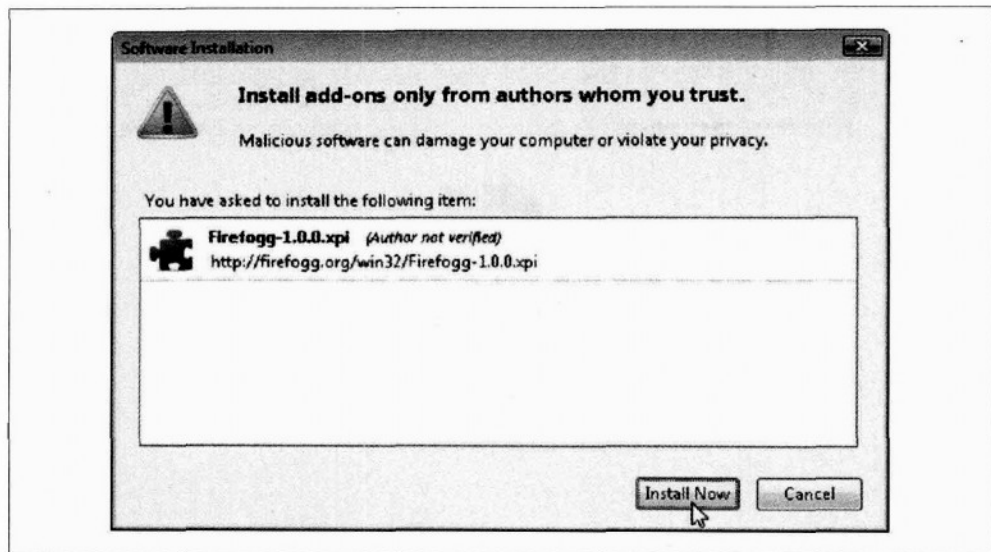 Software Installation
Install add-ons only from authors whom you trust.
Malicious software can damage your computer or violate your privacy.
You have asked to install the following item:
Firefogg-1.0.0.xpi (Author not verified)
http://firefogg.org/win32/Firefogg-1.0.0.xpi
Install Now Cancel